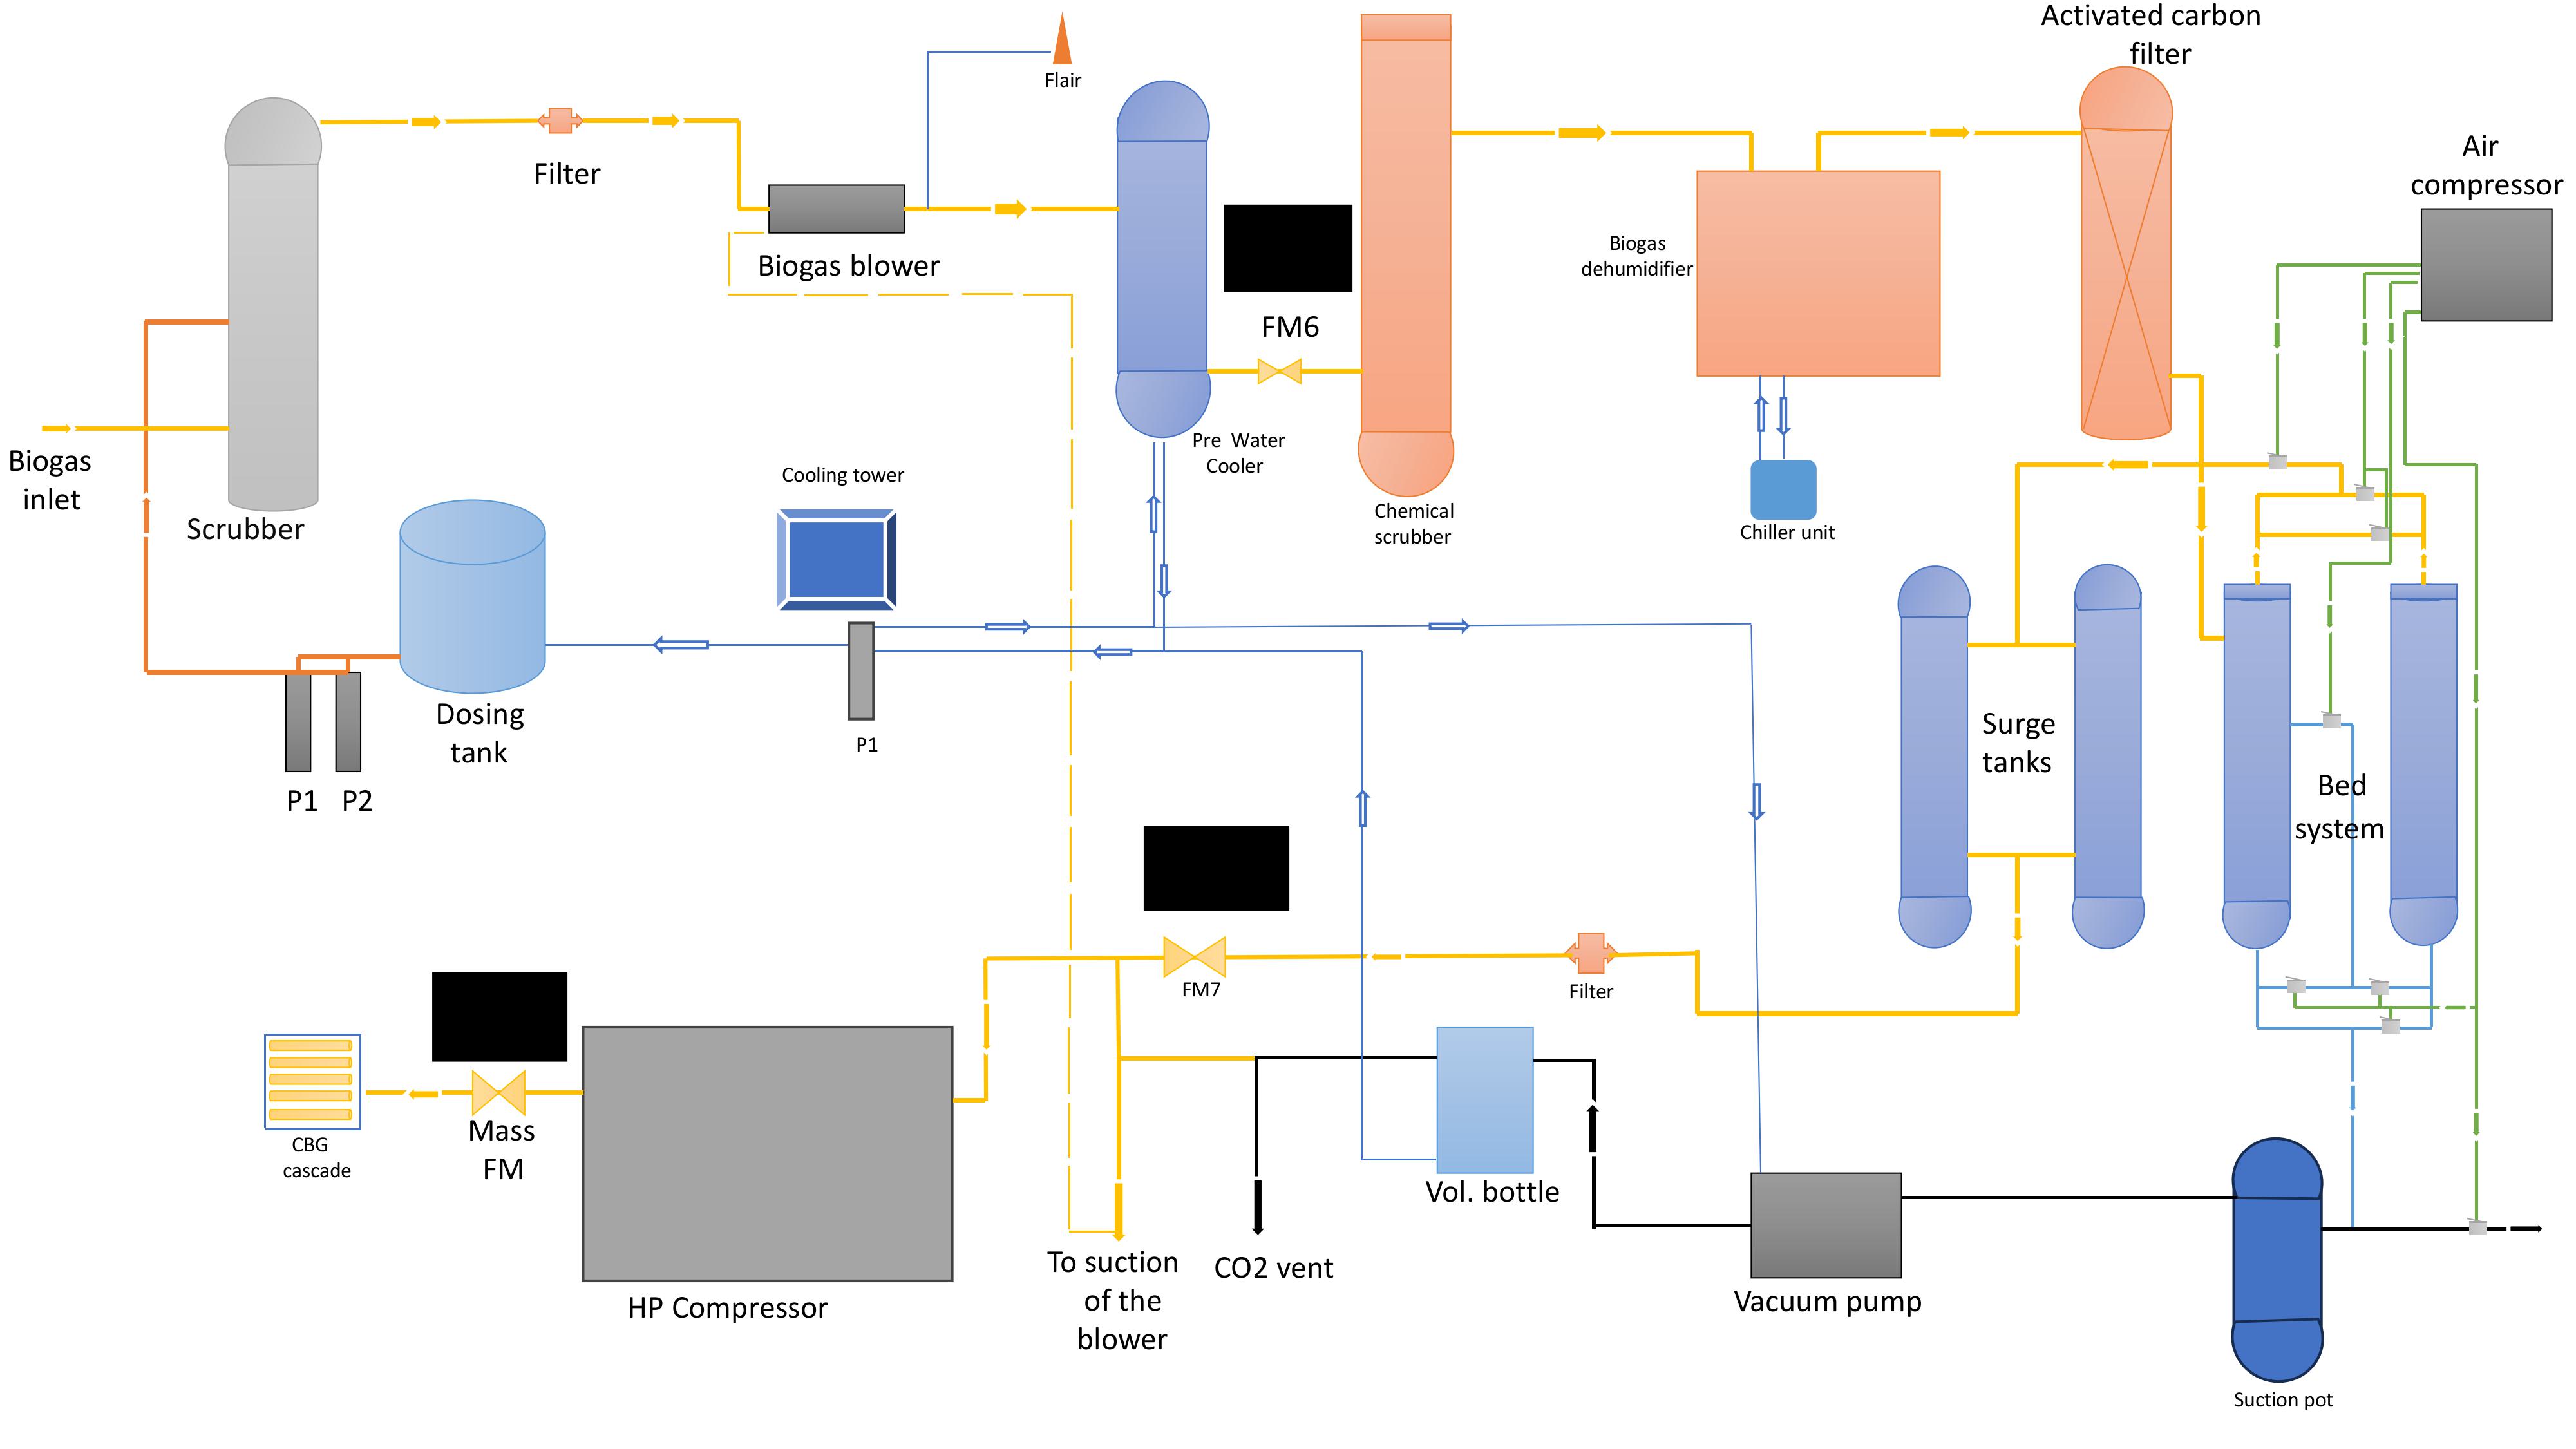 Activated carbon
filter
Flair
Air
compressor
Filter
Biogas blower
Biogas
dehumidifier
FM6
Pre Water
Cooler
Biogas
inlet
Scrubber
Cooling tower
Chemical
scrubber
Chiller unit
Dosing
tank
P1
P1
P2
Surge
tanks
Bed
system
FM7
Filter
CBG
cascade
Mass
FM
HP Compressor
To suction
of the
blower
CO2 vent
Vol. bottle
Vacuum pump
Suction pot